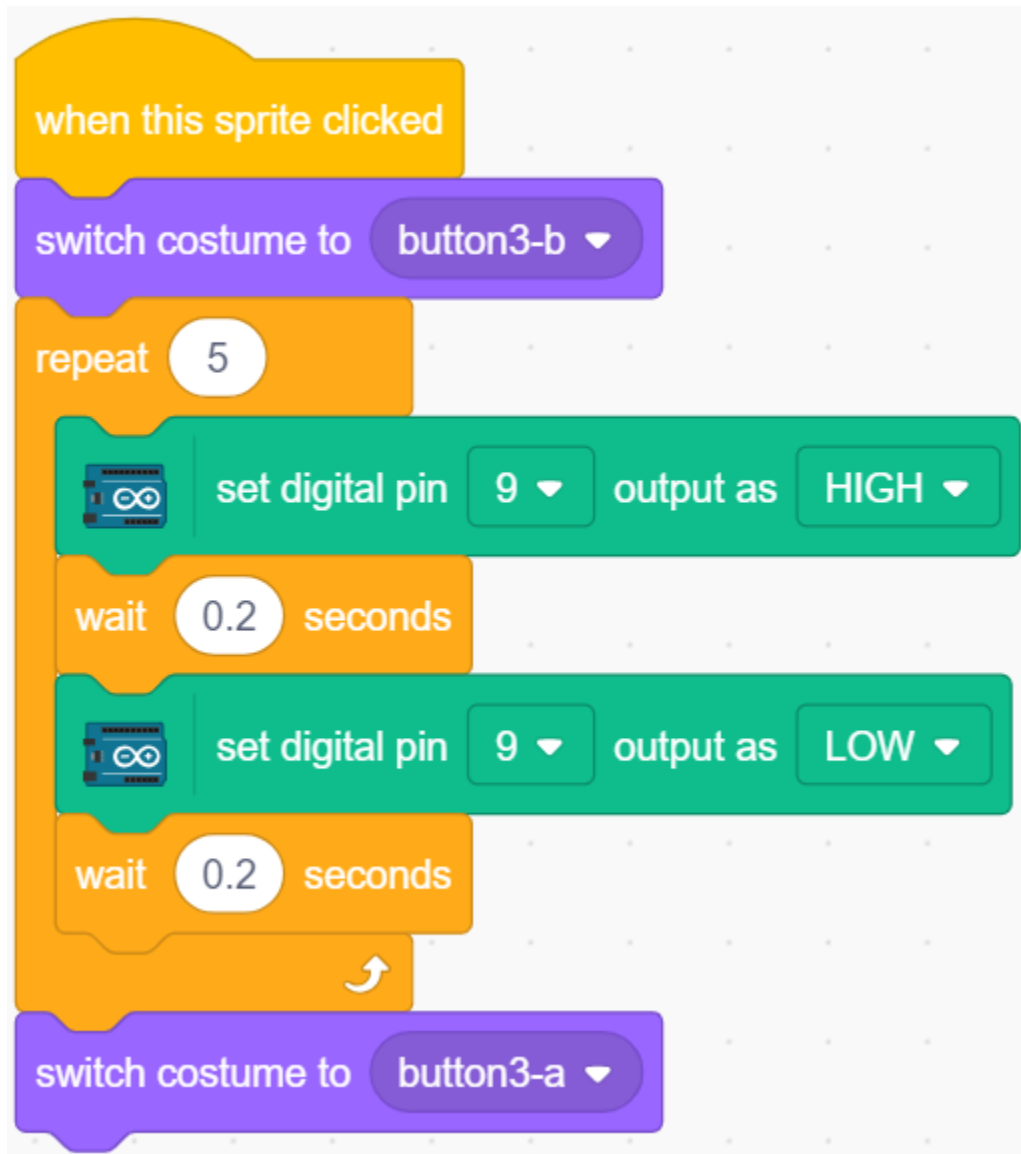 when this sprite clicked
switch costume to button3-b
repeat 5
set digital pin 9 output as HIGH
wait 0.2 seconds
set digital pin 9 output as LOW
wait 0.2 seconds
switch costume to button3-a